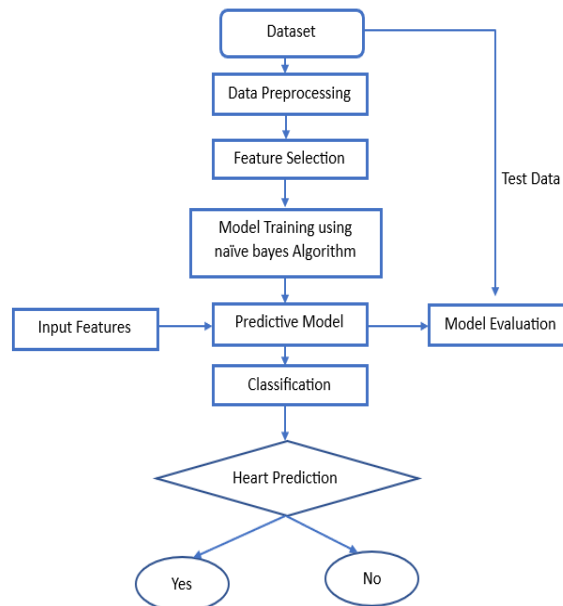 Dataset
Data Preprocessing
Feature Selection
Test Data
Model Training using
naïve bayes Algorithm
Input Features
Predictive Model
Model Evaluation
Classification
Heart Prediction
Yes
No